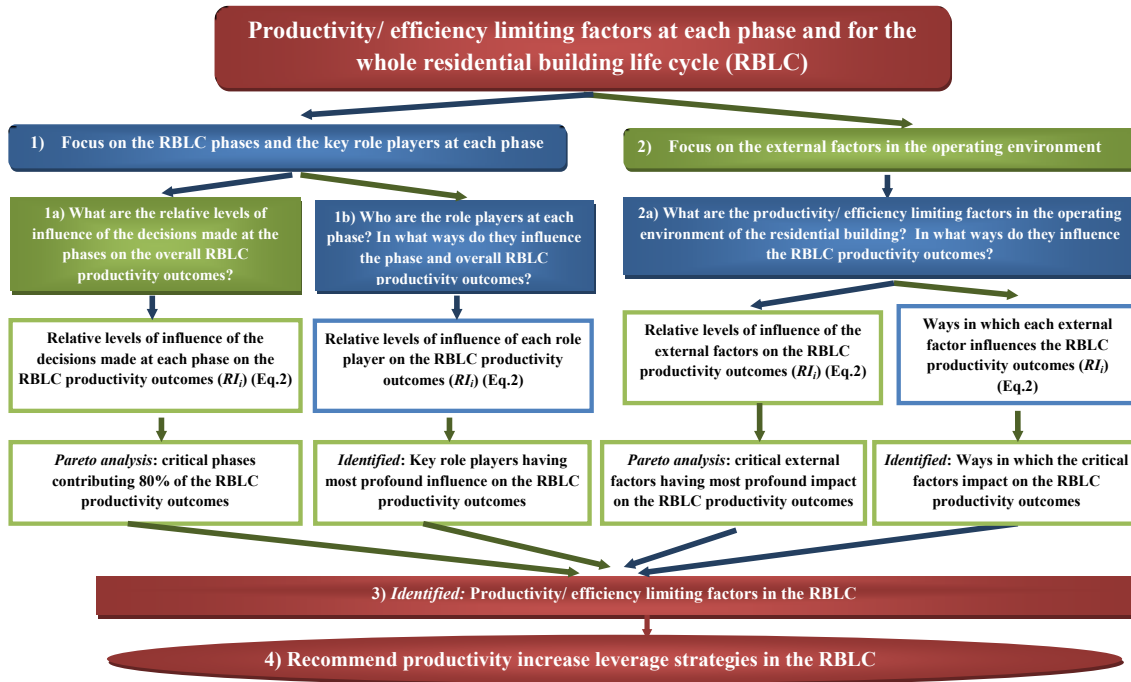 Productivity/ efficiency limiting factors at each phase and for the
whole residential building life cycle (RBLC)
1) Focus on the RBLC phases and the key role players at each phase
2) Focus on the external factors in the operating environment
1a) What are the relative levels of
influence of the decisions made at the
phases on the overall RBLC
productivity outcomes?
1b) Who are the role players at each
phase? In what ways do they influence
the phase and overall RBLC
productivity outcomes?
2a) What are the productivity/ efficiency limiting factors in the operating
environment of the residential building? In what ways do they influence
the RBLC productivity outcomes?
Relative levels of influence of the
decisions made at each phase on the
RBLC productivity outcomes (RIi) (Eq.2)
Relative levels of influence of each role
player on the RBLC productivity
outcomes (RIi) (Eq.2)
Relative levels of influence of the
external factors on the RBLC
productivity outcomes (RIi) (Eq.2)
Ways in which each external
factor influences the RBLC
productivity outcomes (RIi)
(Eq.2)
Pareto analysis: critical phases
contributing 80% of the RBLC
productivity outcomes
Identified: Key role players having
most profound influence on the RBLC
productivity outcomes
Pareto analysis: critical external
factors having most profound impact
on the RBLC productivity outcomes
Identified: Ways in which the critical
factors impact on the RBLC
productivity outcomes
3) Identified: Productivity/ efficiency limiting factors in the RBLC
4) Recommend productivity increase leverage strategies in the RBLC